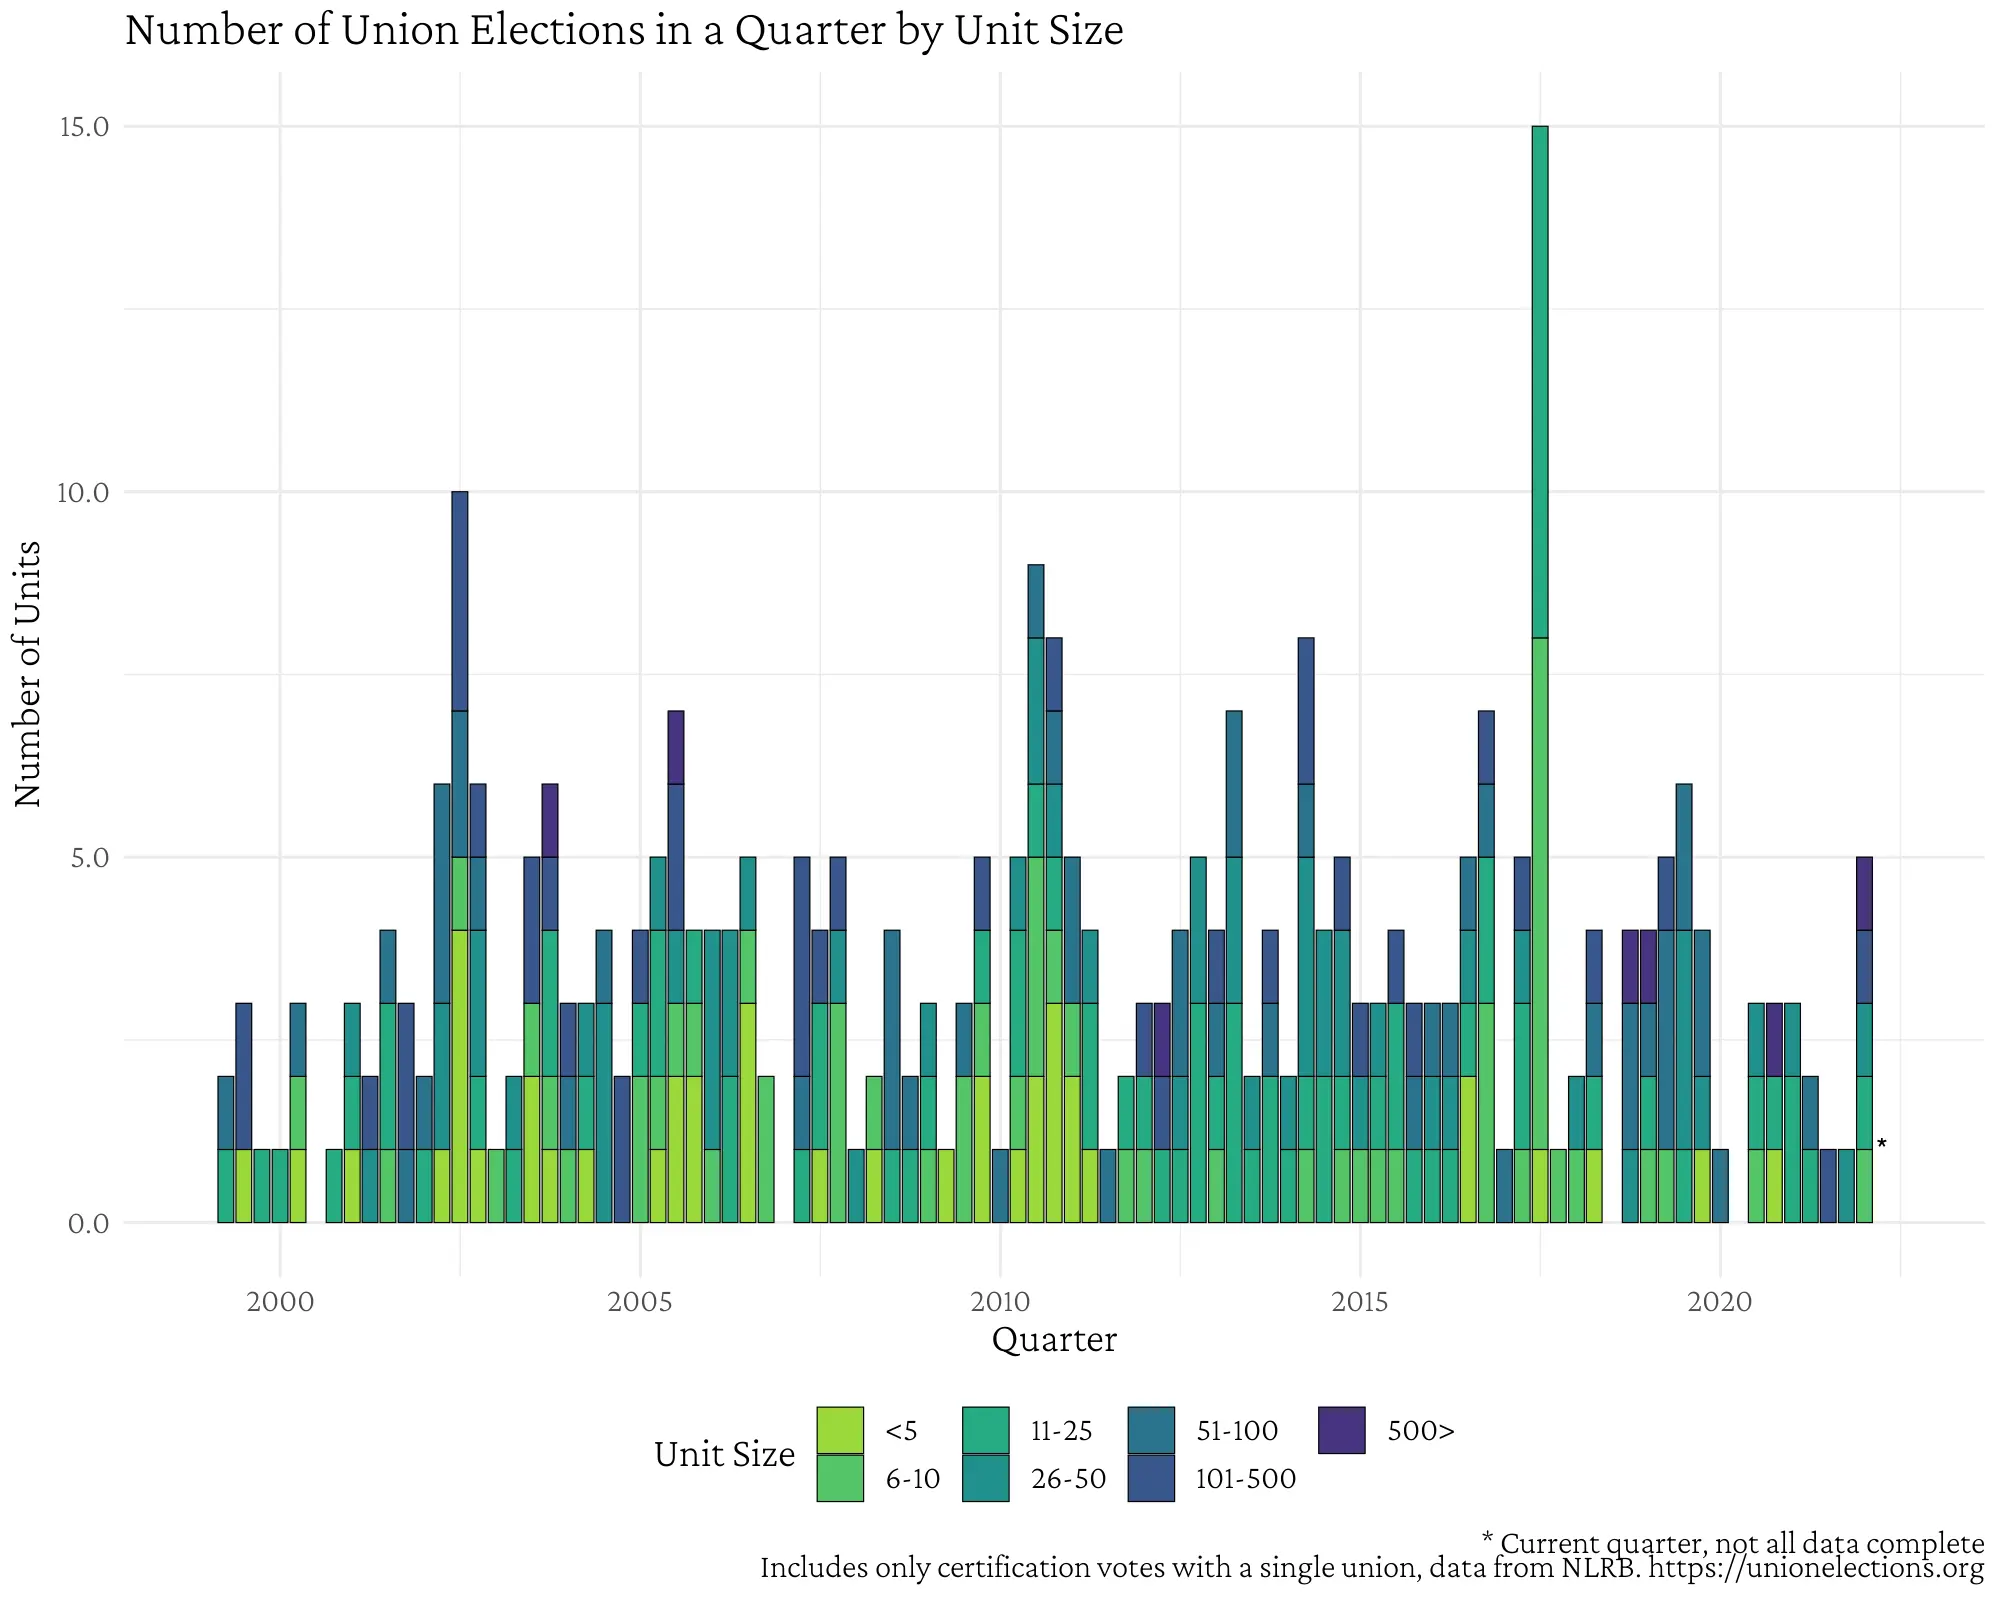 Number of Union Elections in a Quarter by Unit Size
15.0
10.0
5.0
0.0
Number of Units
*
2000 2005 2010 2015 2020
Quarter
Unit Size
<5 11-25 51-100 500>
6-10 26-50 101-500
* Current quarter, not all data complete
Includes only certification votes with a single union, data from NLRB. https://unionelections.org